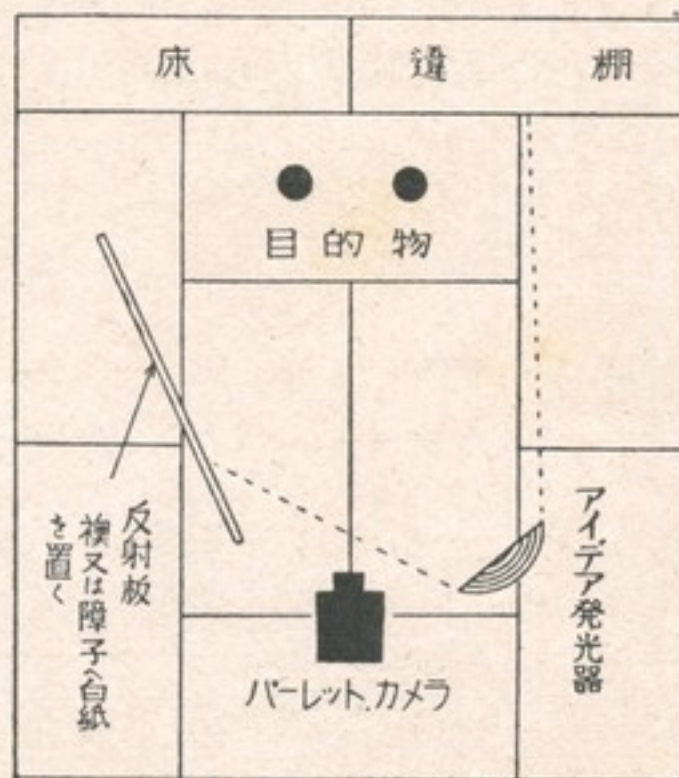 床
違棚
目的物
アイデア発光器
反射板
襖又は障子へ白紙
を置く
パーレット.カメラ